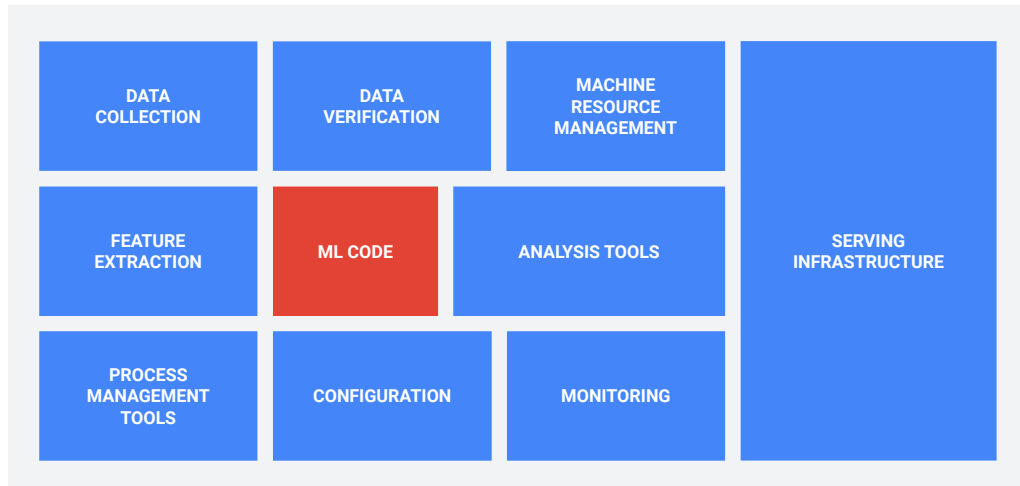 DATA
COLLECTION
DATA
VERIFICATION
MACHINE
RESOURCE
MANAGEMENT
FEATURE
EXTRACTION
ML CODE
ANALYSIS TOOLS
SERVING
INFRASTRUCTURE
PROCESS
MANAGEMENT
TOOLS
CONFIGURATION
MONITORING